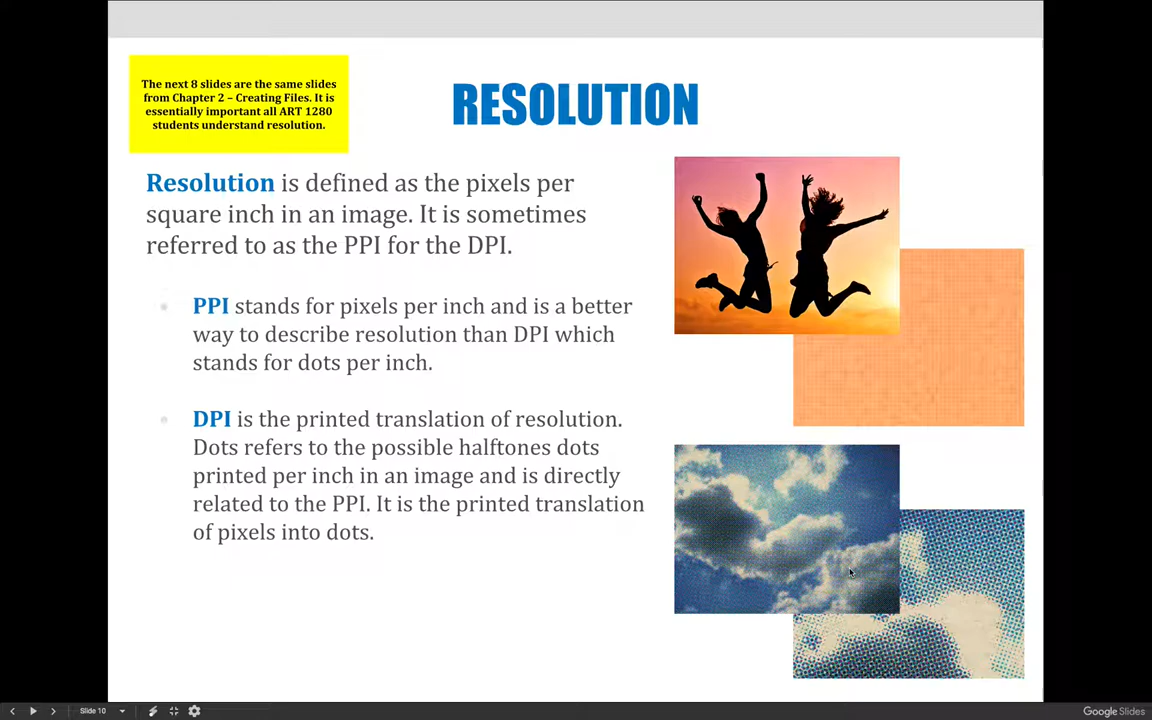 The next 8 slides are the same slides
from Chapter 2 – Creating Files. It is
essentially important all ART 1280
students understand resolution.
RESOLUTION
Resolution is defined as the pixels per
square inch in an image. It is sometimes
referred to as the PPI for the DPI.
PPI stands for pixels per inch and is a better
way to describe resolution than DPI which
stands for dots per inch.
DPI is the printed translation of resolution.
Dots refers to the possible halftones dots
printed per inch in an image and is directly
related to the PPI. It is the printed translation
of pixels into dots.
Slide 10
Google Slides